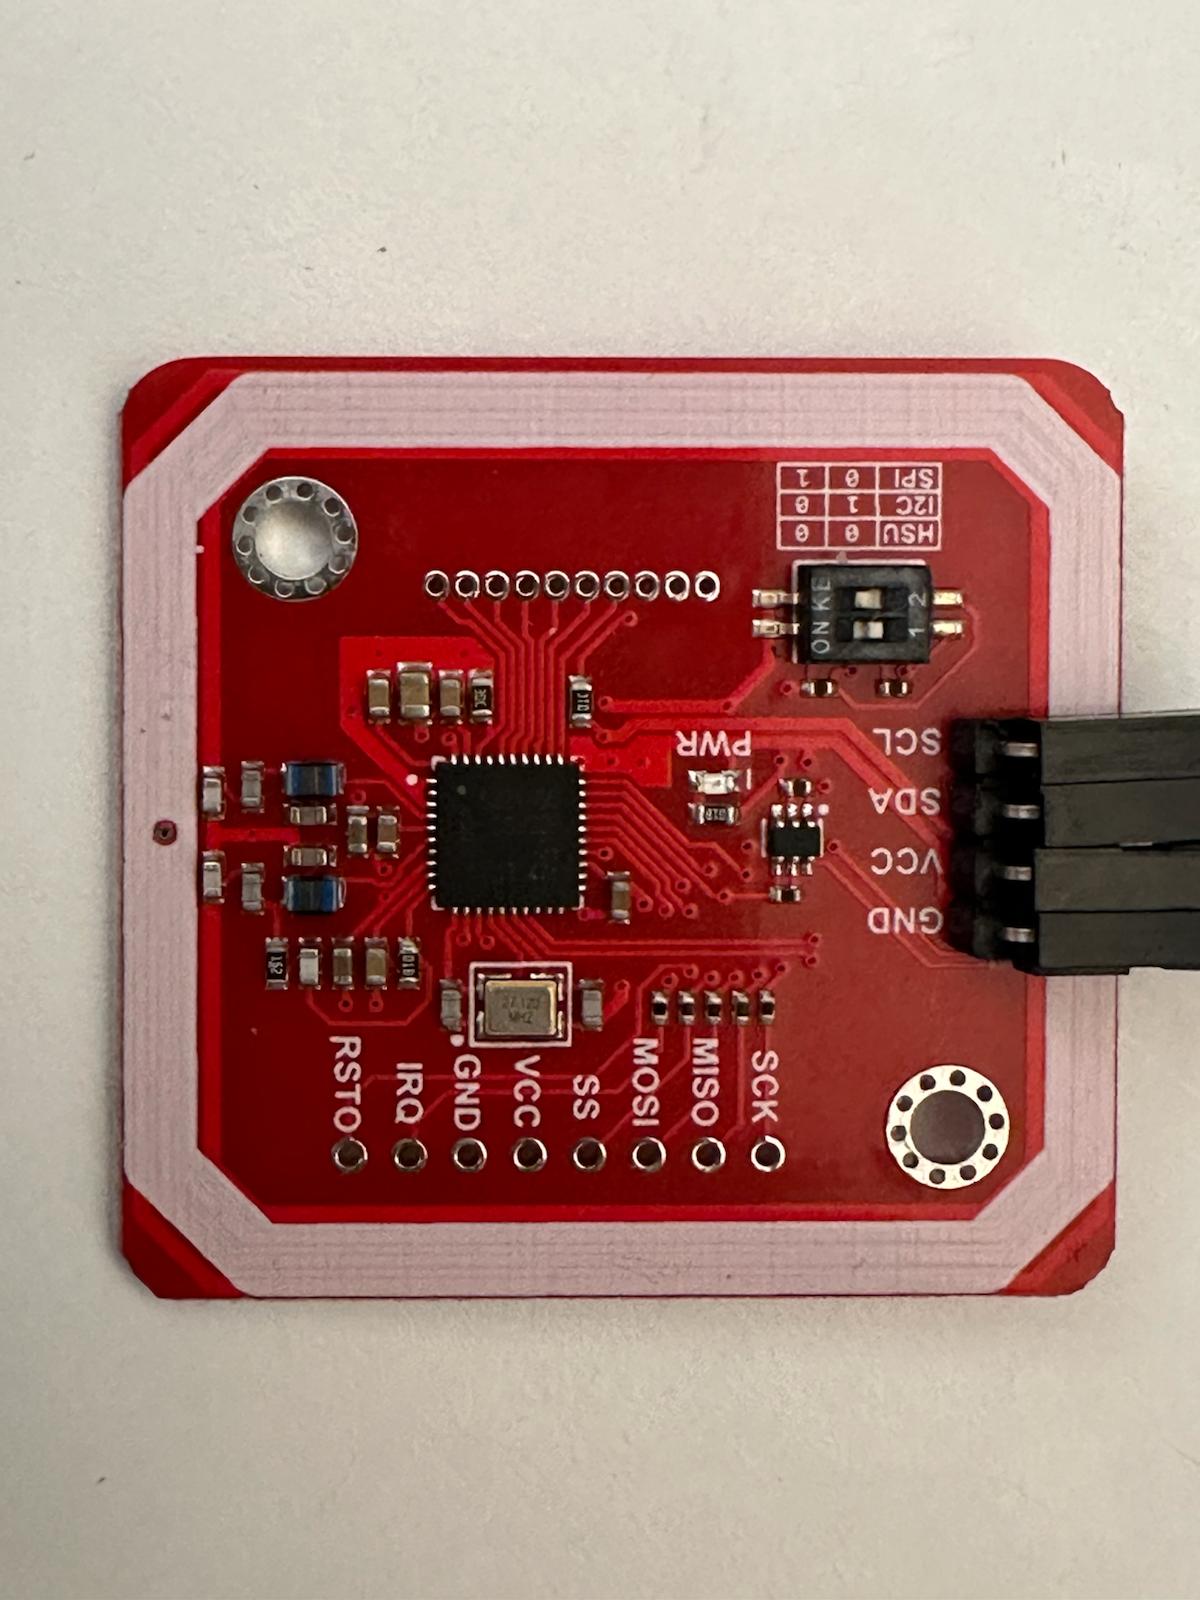 SPI 0 1
I2C 1 0
HSU 0 0
ON KE
1 2
PWR
SCL
SDA
VCC
GND
MHZ
RSTO
IRQ
GND
VCC
SS
MOSI
MISO
SCK